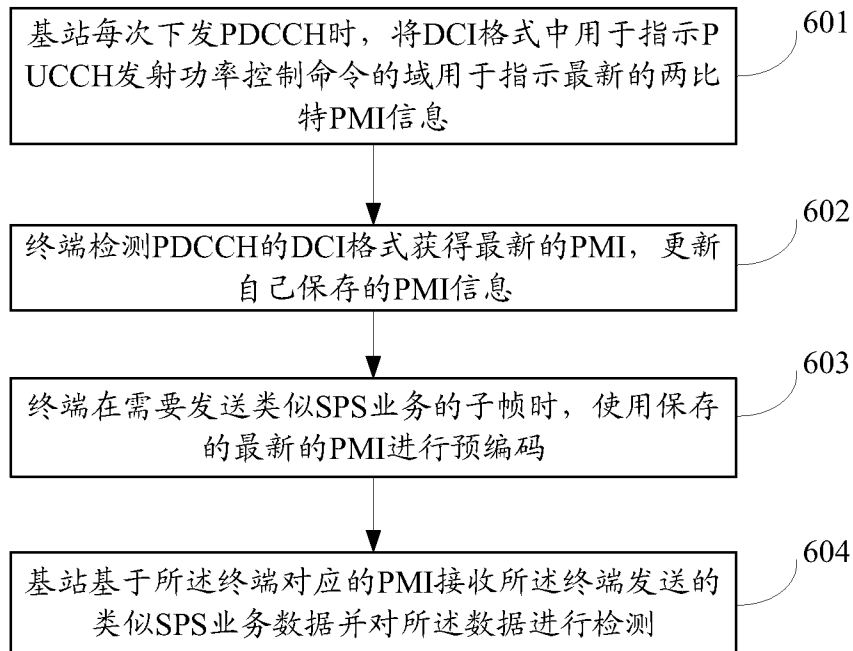 基站每次下发PDCCH时，将DCI格式中用于指示P
UCCH发射功率控制命令的域用于指示最新的两比
特PMI信息
601
终端检测PDCCH的DCI格式获得最新的PMI，更新
自己保存的PMI信息
602
终端在需要发送类似SPS业务的子帧时，使用保存
的最新的PMI进行预编码
603
基站基于所述终端对应的PMI接收所述终端发送的
类似SPS业务数据并对所述数据进行检测
604